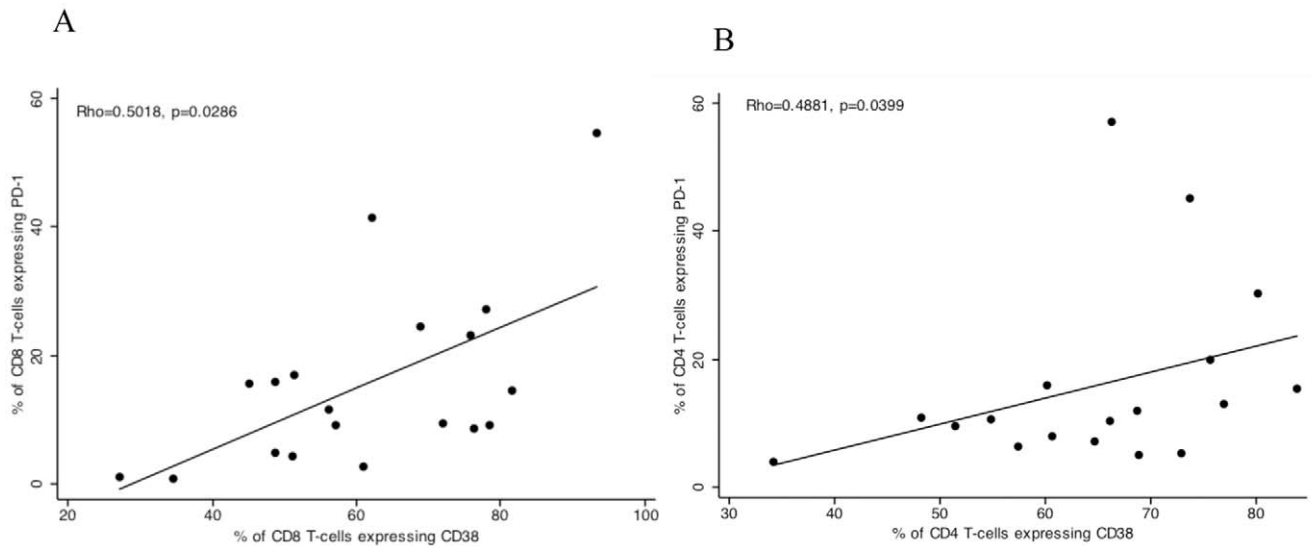 A
Rho=0.5018, p=0.0286
60
40
20
0
% of CD8 T-cells expressing PD-1
20 40 60 80 100
% of CD8 T-cells expressing CD38
B
Rho=0.4881, p=0.0399
60
40
20
0
% of CD4 T-cells expressing PD-1
30 40 50 60 70 80
% of CD4 T-cells expressing CD38